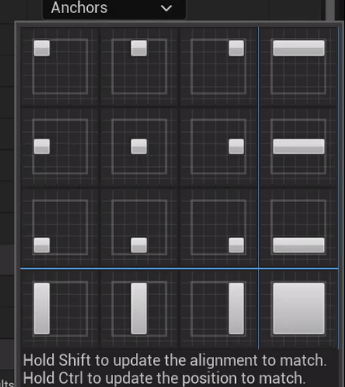 Anchors
Hold Shift to update the alignment to match.
Hold Ctrl to update the position to match.